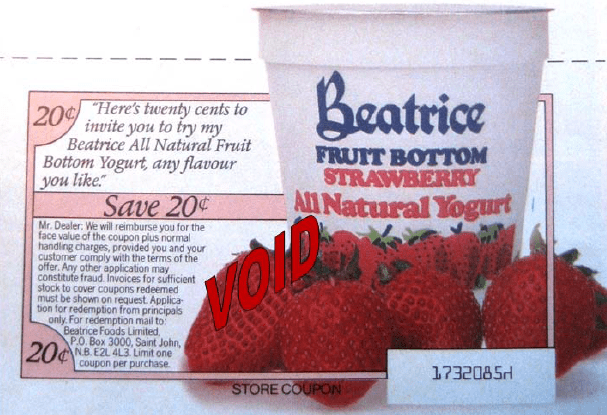 20¢
"Here's twenty cents to
invite you to try my
Beatrice All Natural Fruit
Bottom Yogurt, any flavour
you like."
Save 20¢
Mr. Dealer: We will reimburse you for the
face value of the coupon plus normal
handling charges, provided you and your
customer comply with the terms of the
offer. Any other application may
constitute fraud. Invoices for sufficient
stock to cover coupons redeemed
must be shown on request. Applica-
tion for redemption from principals
only. For redemption mail to:
Beatrice Foods Limited,
P.O. Box 3000, Saint John,
N.B. E2L 4L3. Limit one
coupon per purchase.
20¢
Beatrice
FRUIT BOTTOM
STRAWBERRY
All Natural Yogurt
VOID
STORE COUPON
1732085H